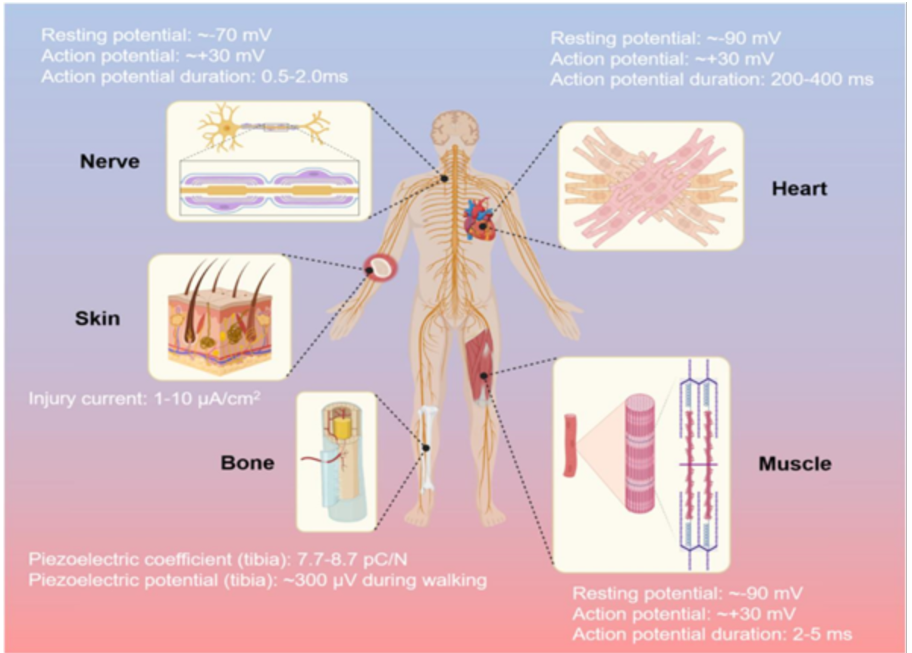 Resting potential: ~-70 mV
Action potential: ~+30 mV
Action potential duration: 0.5-2.0ms
Resting potential: ~-90 mV
Action potential: ~+30 mV
Action potential duration: 200-400 ms
Nerve
Heart
Skin
Injury current: 1-10 μA/cm²
Bone
Muscle
Piezoelectric coefficient (tibia): 7.7-8.7 pC/N
Piezoelectric potential (tibia): ~300 μV during walking
Resting potential: ~-90 mV
Action potential: ~+30 mV
Action potential duration: 2-5 ms